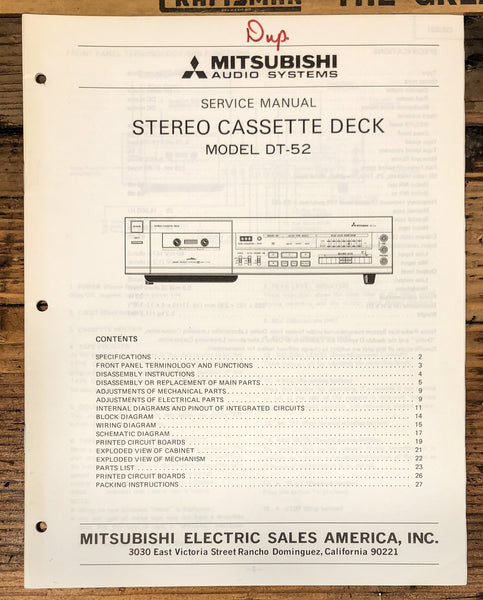 CRAFTSMAN
THE GRE
Dup.
MITSUBISHI
AUDIO SYSTEMS
SERVICE MANUAL
STEREO CASSETTE DECK
MODEL DT-52
CONTENTS
SPECIFICATIONS 2
FRONT PANEL TERMINOLOGY AND FUNCTIONS 3
DISASSEMBLY INSTRUCTIONS 4
DISASSEMBLY OR REPLACEMENT OF MAIN PARTS 5
ADJUSTMENTS OF MECHANICAL PARTS 9
ADJUSTMENTS OF ELECTRICAL PARTS 9
INTERNAL DIAGRAMS AND PINOUT OF INTEGRATED CIRCUITS 11
BLOCK DIAGRAM 14
WIRING DIAGRAM 15
SCHEMATIC DIAGRAM 17
PRINTED CIRCUIT BOARDS 19
EXPLODED VIEW OF CABINET 21
EXPLODED VIEW OF MECHANISM 22
PARTS LIST 23
PRINTED CIRCUIT BOARDS 26
PACKING INSTRUCTIONS 27
MITSUBISHI ELECTRIC SALES AMERICA, INC.
3030 East Victoria Street Rancho Dominguez, California 90221